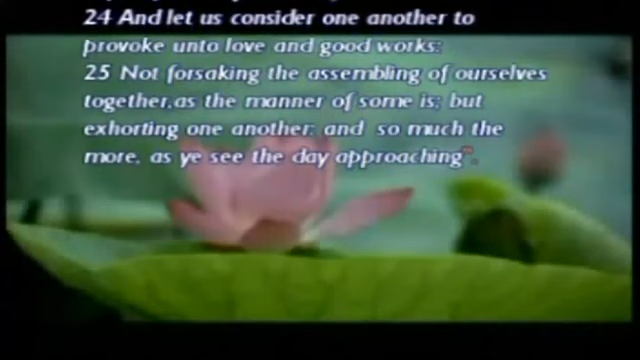 24 And let us consider one another to
provoke unto love and good works:
25 Not forsaking the assembling of ourselves
together,as the manner of some is; but
exhorting one another: and so much the
more, as ye see the day approaching”.